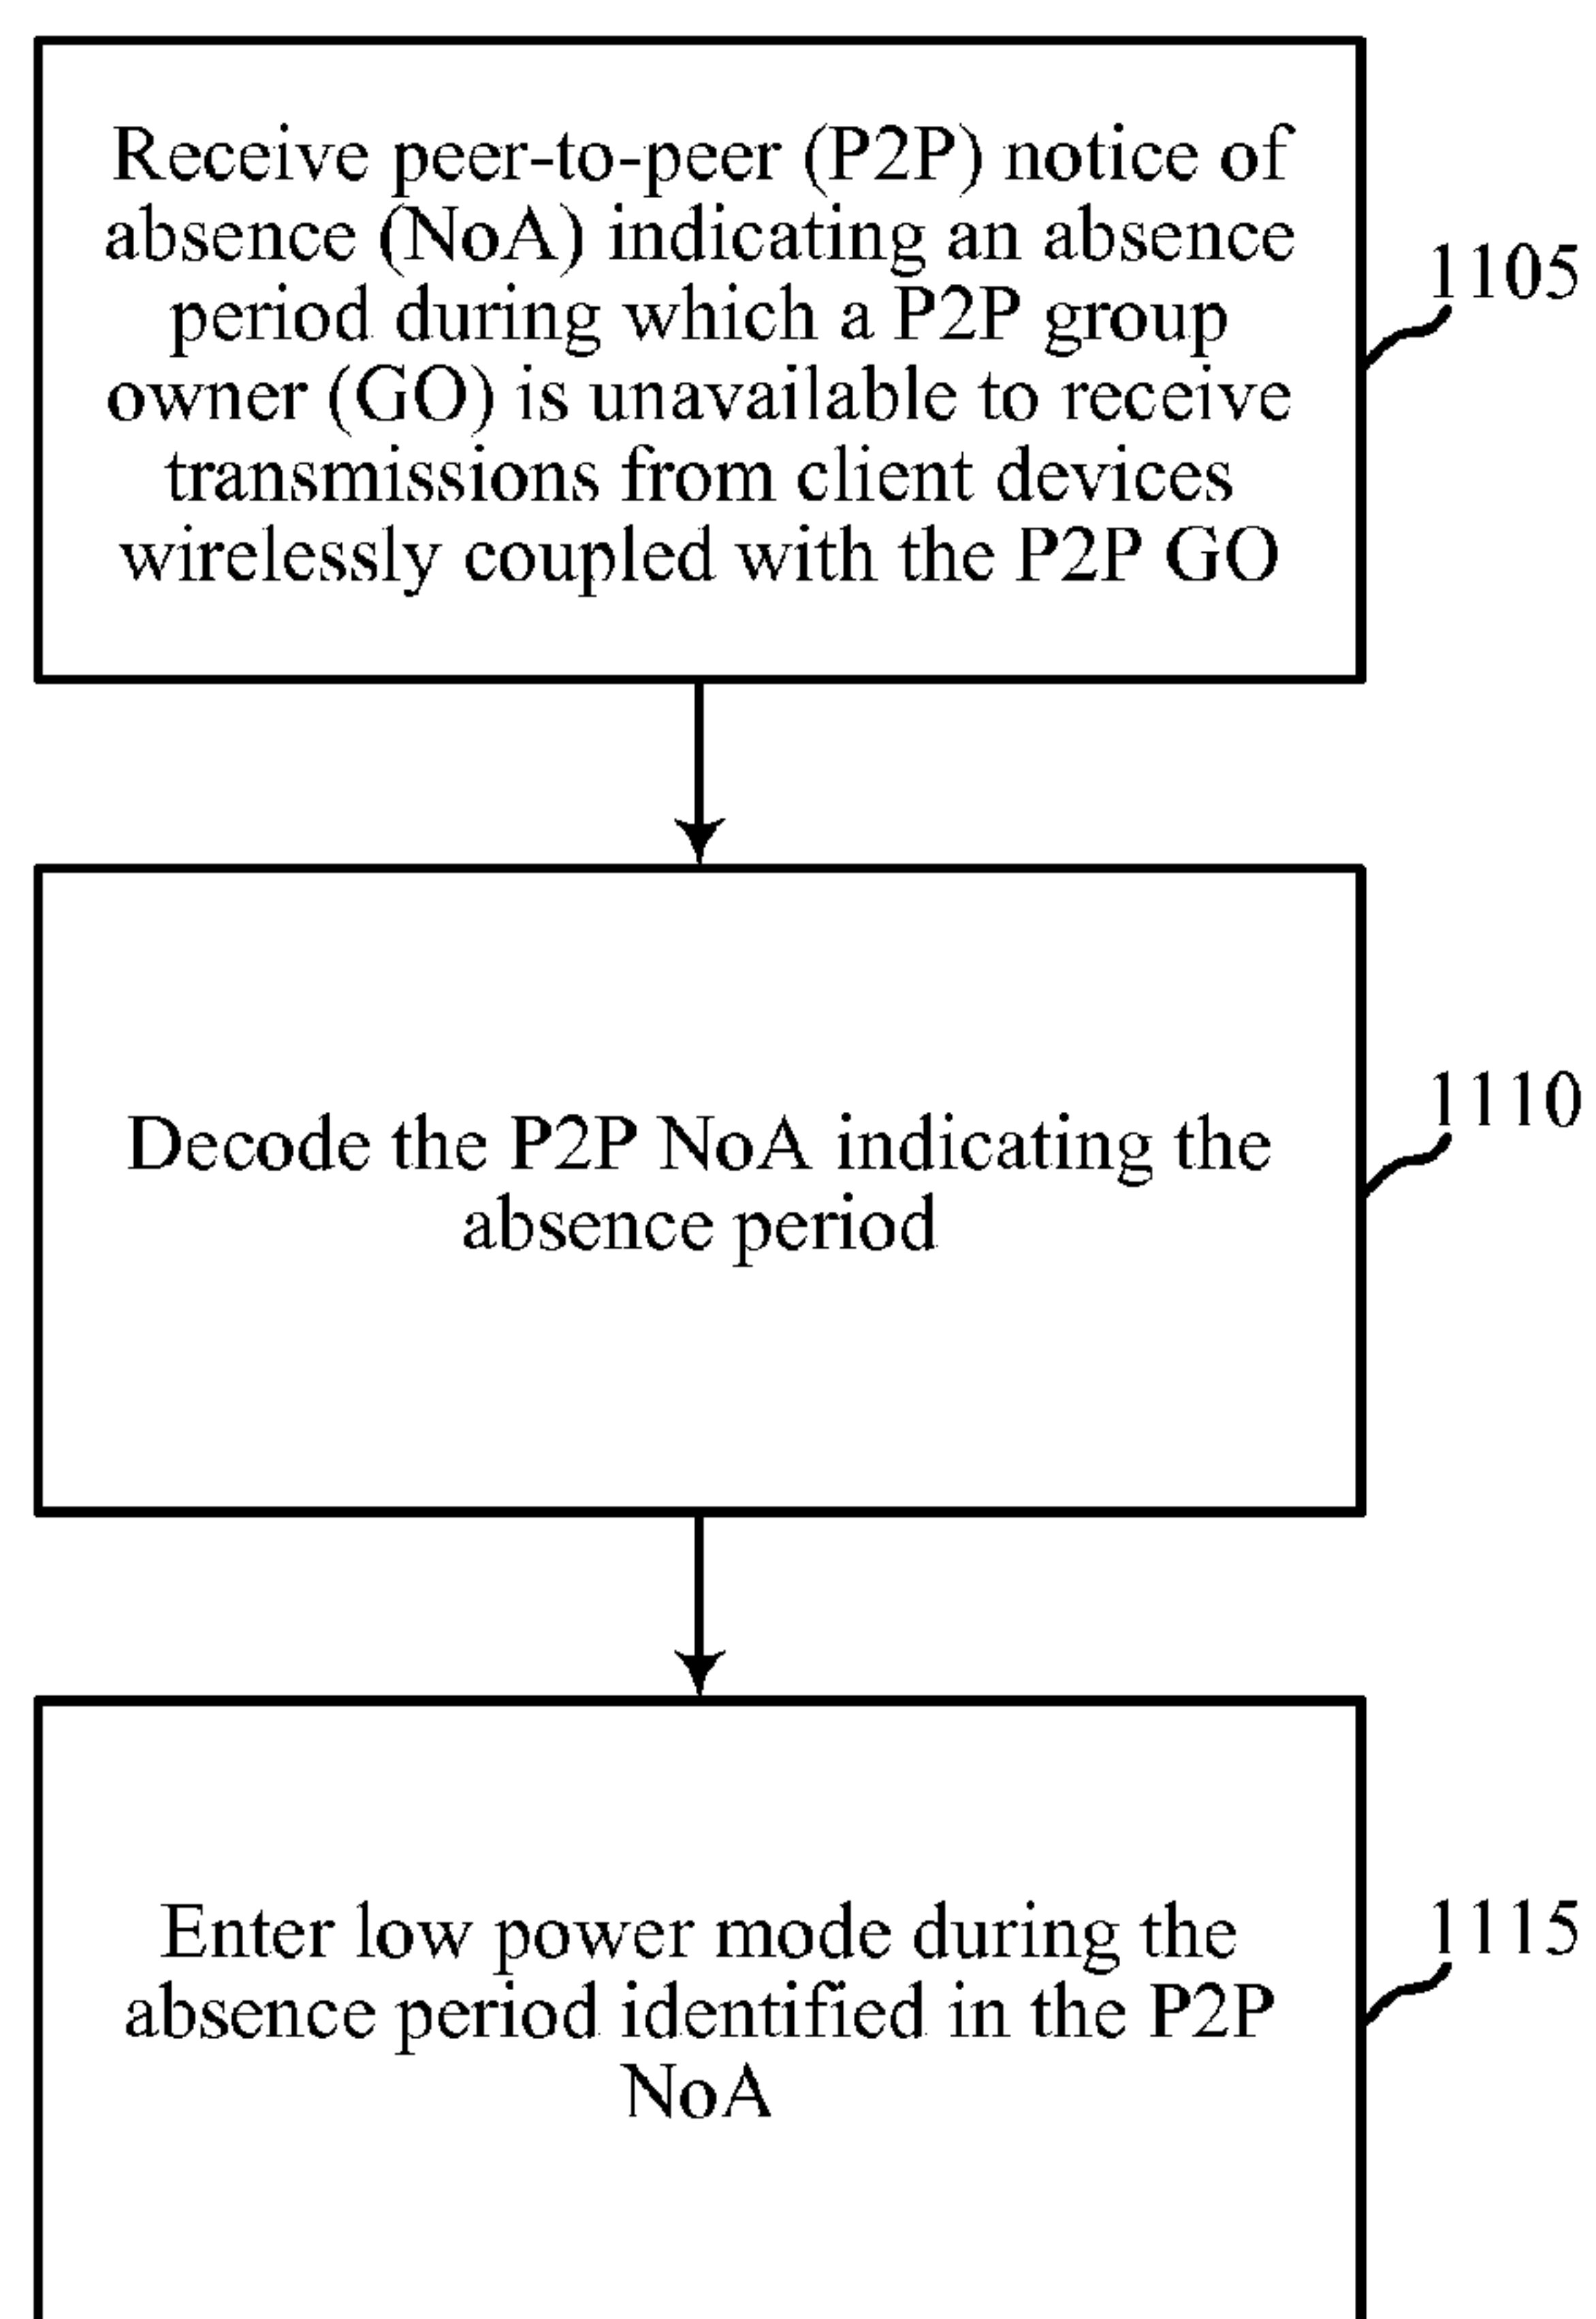 Receive peer-to-peer (P2P) notice of
absence (NoA) indicating an absence
period during which a P2P group
owner (GO) is unavailable to receive
transmissions from client devices
wirelessly coupled with the P2P GO
1105
Decode the P2P NoA indicating the
absence period
1110
Enter low power mode during the
absence period identified in the P2P
NoA
1115